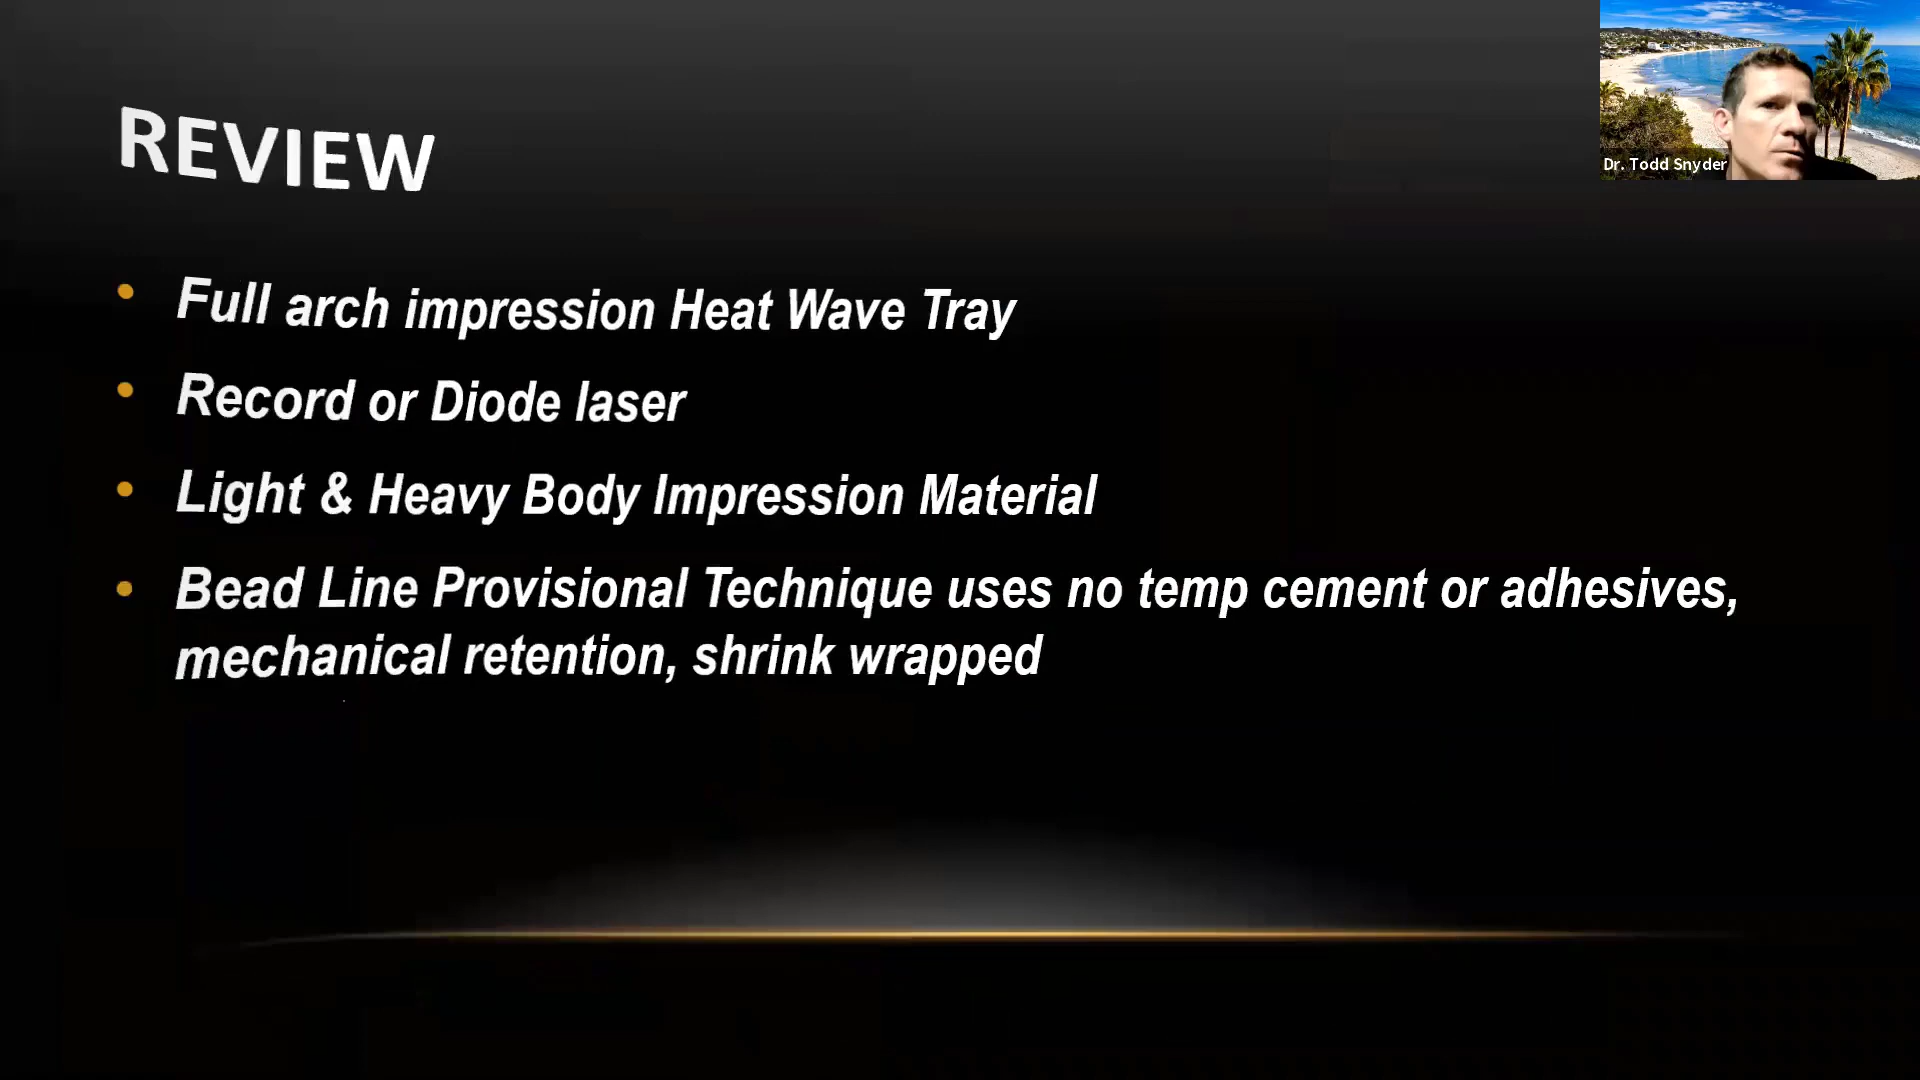 REVIEW
• Full arch impression Heat Wave Tray
• Record or Diode laser
• Light & Heavy Body Impression Material
• Bead Line Provisional Technique uses no temp cement or adhesives,
mechanical retention, shrink wrapped
Dr. Todd Snyder